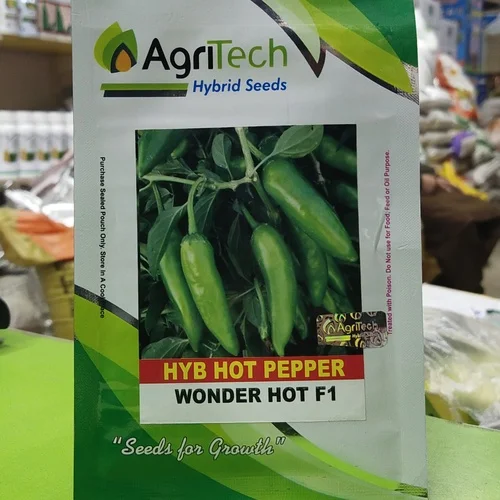 AgriTech
Hybrid Seeds
Purchase Sealed Pouch Only. Store In A Cool Place
Treated with Poison. Do Not use for Food, Feed or Oil Purpose.
AgriTech
HYB HOT PEPPER
WONDER HOT F1
"Seeds for Growth"